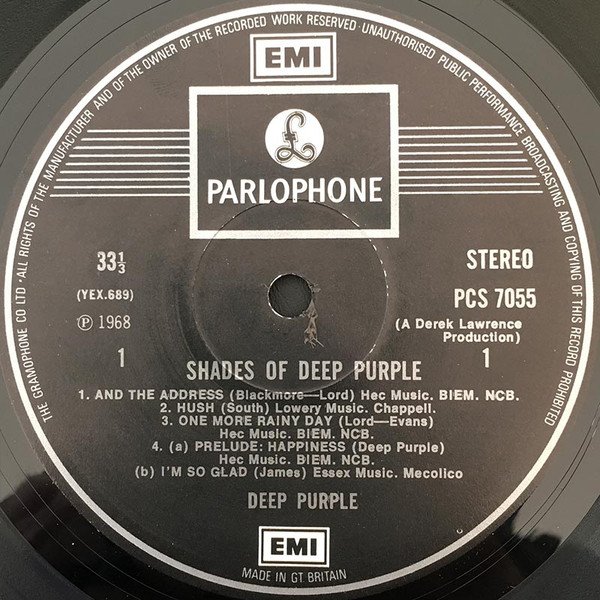 THE GRAMOPHONE CO LTD · ALL RIGHTS OF THE MANUFACTURER AND OF THE OWNER OF THE RECORDED WORK RESERVED · UNAUTHORISED PUBLIC PERFORMANCE BROADCASTING AND COPYING OF THIS RECORD PROHIBITED
EMI
£
PARLOPHONE
33⅓
STEREO
(YEX.689)
PCS 7055
Ⓟ 1968
(A Derek Lawrence
Production)
1
1
SHADES OF DEEP PURPLE
1. AND THE ADDRESS (Blackmore—Lord) Hec Music. BIEM. NCB.
2. HUSH (South) Lowery Music. Chappell.
3. ONE MORE RAINY DAY (Lord—Evans)
Hec Music. BIEM. NCB.
4. (a) PRELUDE: HAPPINESS (Deep Purple)
Hec Music. BIEM. NCB.
(b) I'M SO GLAD (James) Essex Music. Mecolico
DEEP PURPLE
EMI
MADE IN GT BRITAIN